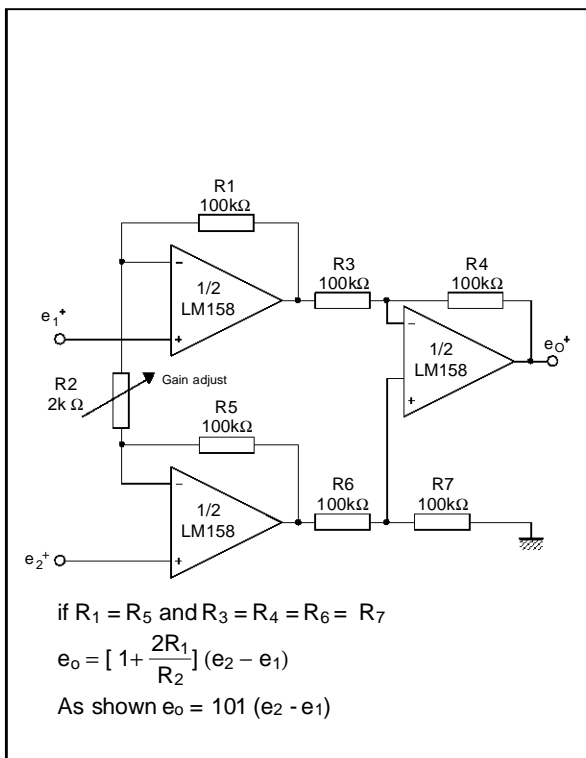 R1
100kΩ
1/2
LM158
R3
100kΩ
R4
100kΩ
e1+
eO+
1/2
LM158
R2
2k Ω
Gain adjust
R5
100kΩ
1/2
LM158
R6
100kΩ
R7
100kΩ
e2+
if R1 = R5 and R3 = R4 = R6 = R7
eo = [ 1+ 2R1/R2 ] (e2 – e1)
As shown eo = 101 (e2 - e1)